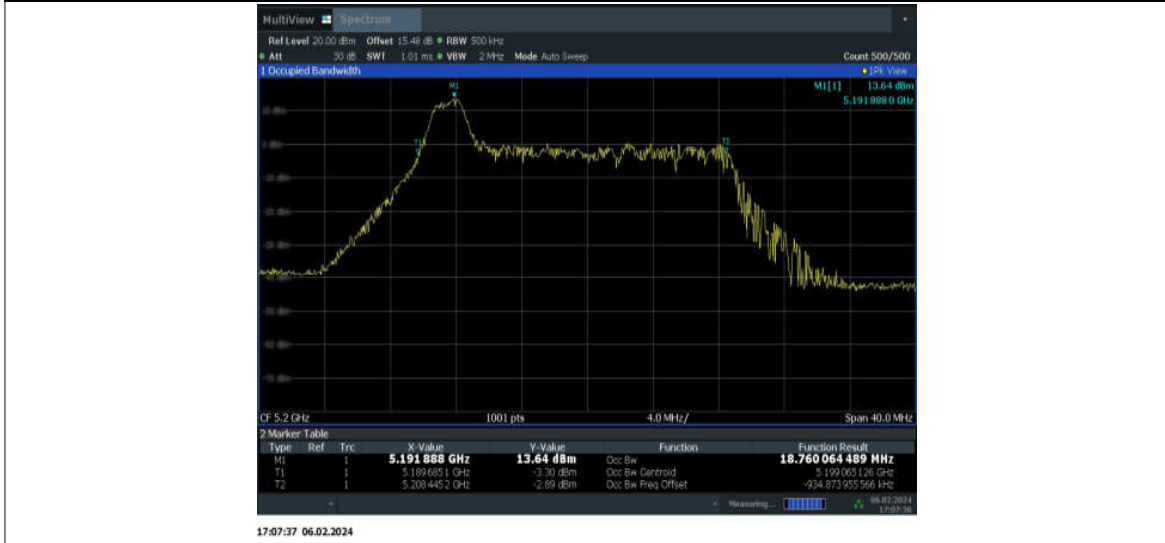 MultiView Spectrum
Ref Level 20.00 dBm Offset 15.48 dB RBW 500 kHz
Att 30 dB SWT 1.01 ms VBW 2 MHz Mode Auto Sweep Count 500/500
1 Occupied Bandwidth 1Pk View
M1[1] 13.64 dBm
5.191 888 0 GHz
M1
T1
T2
CF 5.2 GHz 1001 pts 4.0 MHz/ Span 40.0 MHz
2 Marker Table
Type Ref Trc X-Value Y-Value Function Function Result
M1 1 5.191 888 GHz 13.64 dBm Occ Bw 18.760 064 489 MHz
T1 1 5.189 685 1 GHz -3.30 dBm Occ Bw Centroid 5.199 065 126 GHz
T2 1 5.208 445 2 GHz -2.89 dBm Occ Bw Freq Offset -934.873 955 566 kHz
Measuring... 06.02.2024
17:07:36
17:07:37 06.02.2024